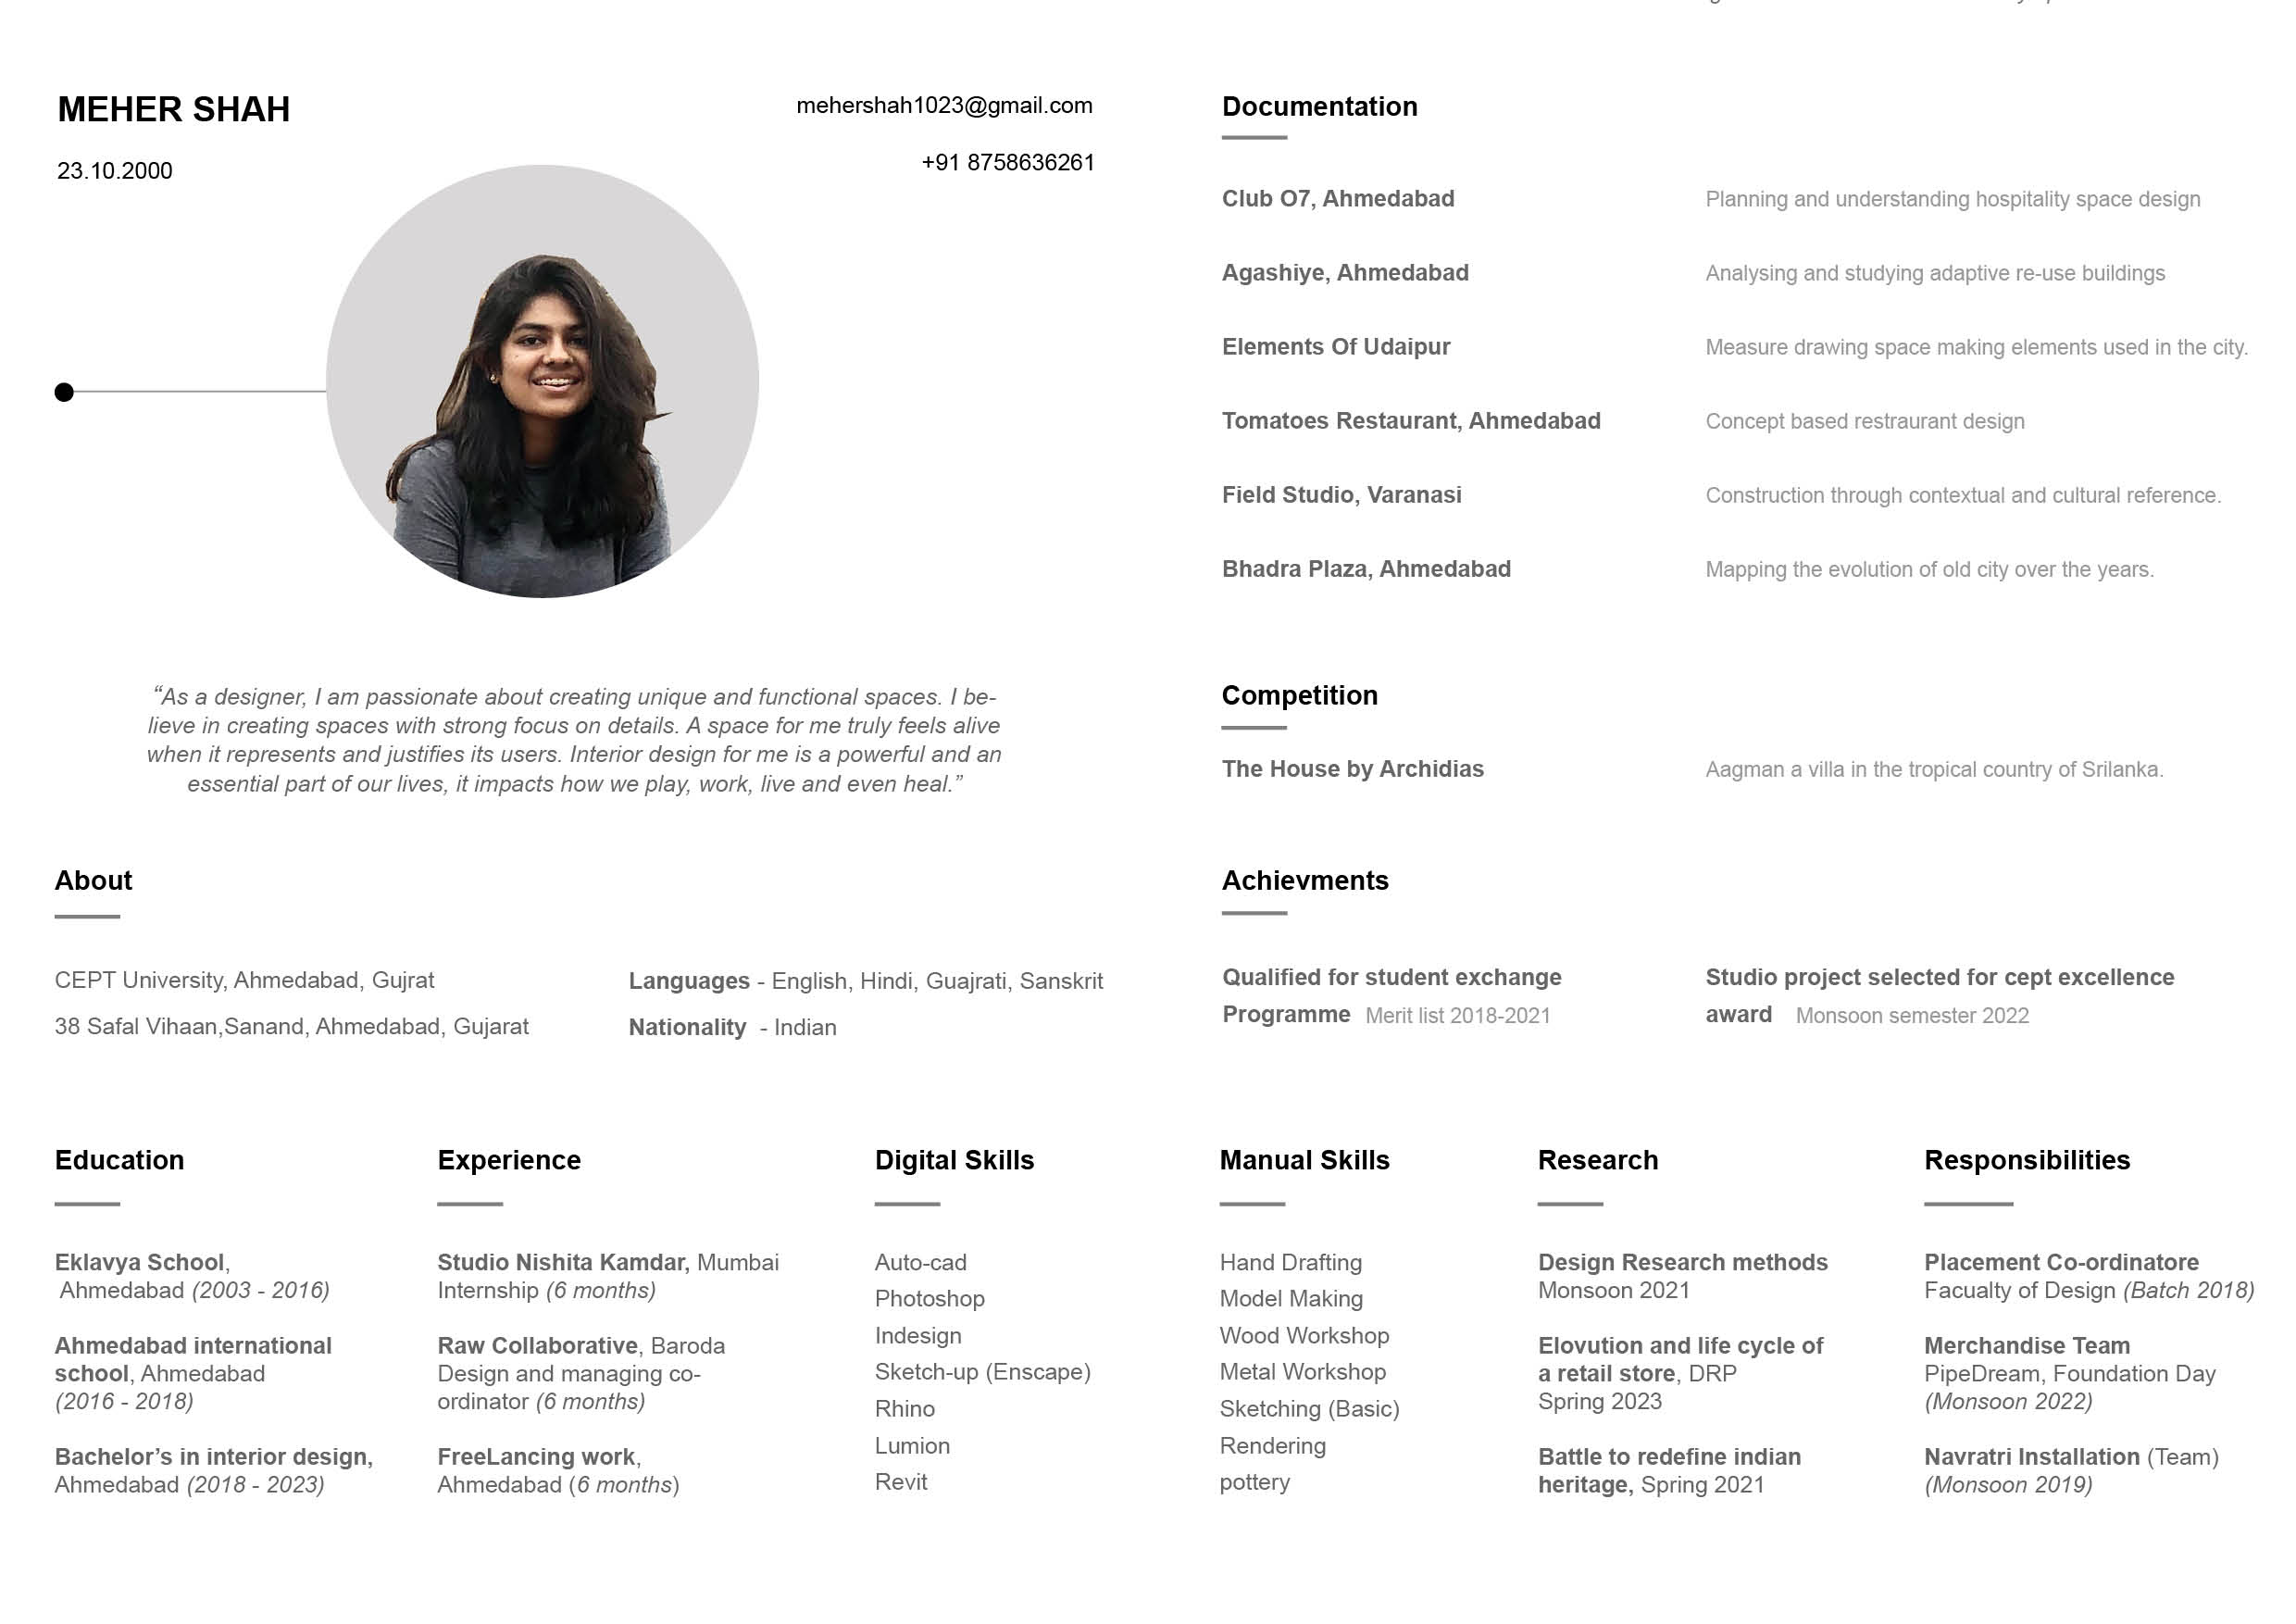 MEHER SHAH
23.10.2000
mehershah1023@gmail.com
+91 8758636261
“As a designer, I am passionate about creating unique and functional spaces. I be-
lieve in creating spaces with strong focus on details. A space for me truly feels alive
when it represents and justifies its users. Interior design for me is a powerful and an
essential part of our lives, it impacts how we play, work, live and even heal.”
About
CEPT University, Ahmedabad, Gujrat
38 Safal Vihaan,Sanand, Ahmedabad, Gujarat
Languages - English, Hindi, Guajrati, Sanskrit
Nationality - Indian
Documentation
Club O7, Ahmedabad Planning and understanding hospitality space design
Agashiye, Ahmedabad Analysing and studying adaptive re-use buildings
Elements Of Udaipur Measure drawing space making elements used in the city.
Tomatoes Restaurant, Ahmedabad Concept based restraurant design
Field Studio, Varanasi Construction through contextual and cultural reference.
Bhadra Plaza, Ahmedabad Mapping the evolution of old city over the years.
Competition
The House by Archidias Aagman a villa in the tropical country of Srilanka.
Achievments
Qualified for student exchange
Programme Merit list 2018-2021
Studio project selected for cept excellence
award Monsoon semester 2022
Education
Eklavya School,
Ahmedabad (2003 - 2016)
Ahmedabad international
school, Ahmedabad
(2016 - 2018)
Bachelor’s in interior design,
Ahmedabad (2018 - 2023)
Experience
Studio Nishita Kamdar, Mumbai
Internship (6 months)
Raw Collaborative, Baroda
Design and managing co-
ordinator (6 months)
FreeLancing work,
Ahmedabad (6 months)
Digital Skills
Auto-cad
Photoshop
Indesign
Sketch-up (Enscape)
Rhino
Lumion
Revit
Manual Skills
Hand Drafting
Model Making
Wood Workshop
Metal Workshop
Sketching (Basic)
Rendering
pottery
Research
Design Research methods
Monsoon 2021
Elovution and life cycle of
a retail store, DRP
Spring 2023
Battle to redefine indian
heritage, Spring 2021
Responsibilities
Placement Co-ordinatore
Facualty of Design (Batch 2018)
Merchandise Team
PipeDream, Foundation Day
(Monsoon 2022)
Navratri Installation (Team)
(Monsoon 2019)